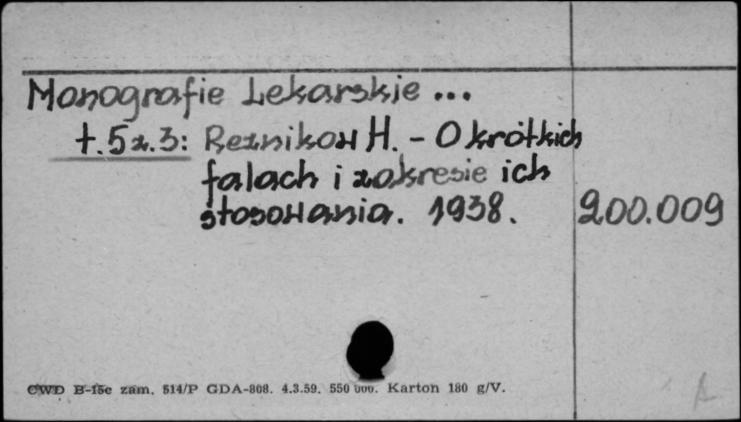 Monografie Lekarskie ...
t.5z.3: Reznikow H. - O krótkich
falach i zakresie ich
stosowania. 1938. 200.009
CWD B-15c zam. 514/P GDA-808. 4.3.59. 550 000. Karton 180 g/V.